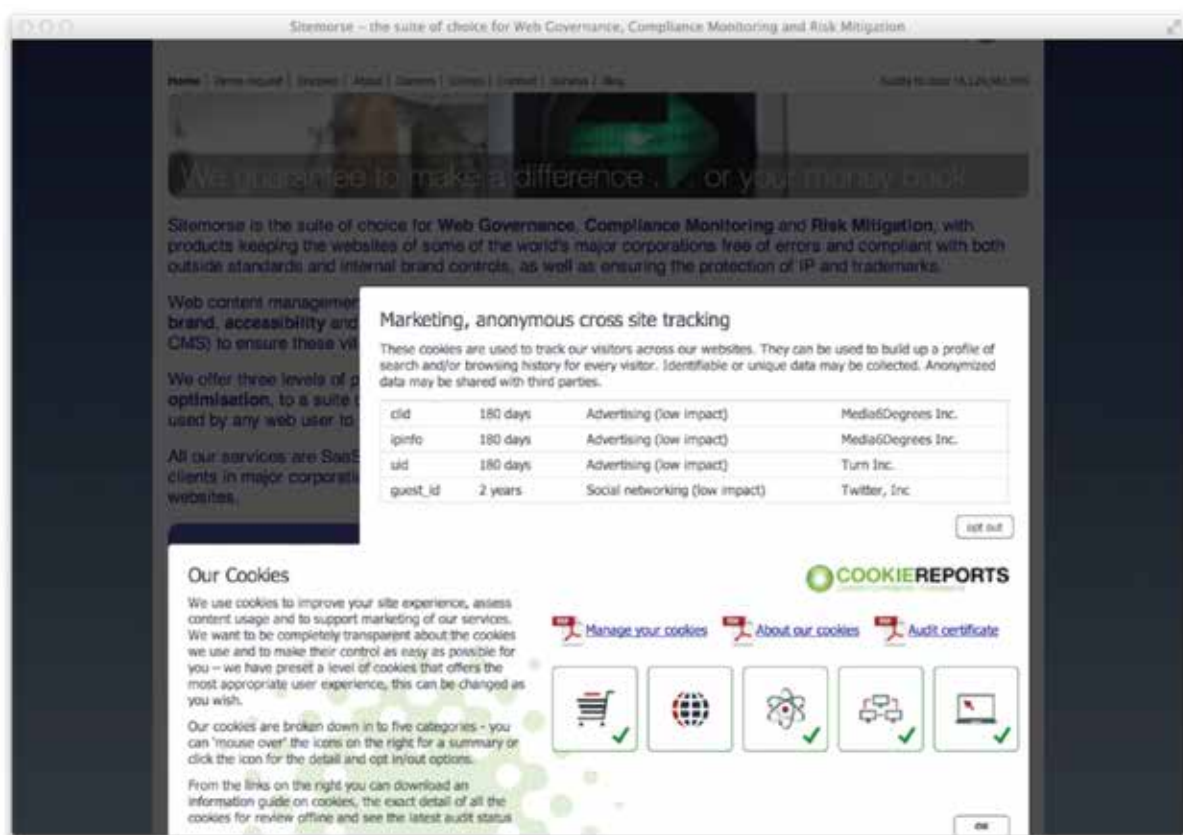 Sitemorse – the suite of choice for Web Governance, Compliance Monitoring and Risk Mitigation
Home | Demo request | Products | About | Careers | | Contact | | Blog
We guarantee to make a difference . . . or your money back
Sitemorse is the suite of choice for Web Governance, Compliance Monitoring and Risk Mitigation, with
products keeping the websites of some of the world's major corporations free of errors and compliant with both
outside standards and internal brand controls, as well as ensuring the protection of IP and trademarks.
Web content managemen
brand, accessibility and
CMS) to ensure these vit
We offer three levels of p
optimisation, to a suite
used by any web user to
All our services are SaaS
clients in major corporati
websites.
Marketing, anonymous cross site tracking
These cookies are used to track our visitors across our websites. They can be used to build up a profile of
search and/or browsing history for every visitor. Identifiable or unique data may be collected. Anonymized
data may be shared with third parties.
clid 180 days Advertising (low impact) Media6Degrees Inc.
ipinfo 180 days Advertising (low impact) Media6Degrees Inc.
uid 180 days Advertising (low impact) Turn Inc.
guest_id 2 years Social networking (low impact) Twitter, Inc
opt out
Our Cookies
COOKIEREPORTS
We use cookies to improve your site experience, assess
content usage and to support marketing of our services.
We want to be completely transparent about the cookies
we use and to make their control as easy as possible for
you – we have preset a level of cookies that offers the
most appropriate user experience, this can be changed as
you wish.
Our cookies are broken down in to five categories - you
can 'mouse over' the icons on the right for a summary or
click the icon for the detail and opt in/out options.
From the links on the right you can download an
information guide on cookies, the exact detail of all the
cookies for review offline and see the latest audit status
Manage your cookies About our cookies Audit certificate
OK